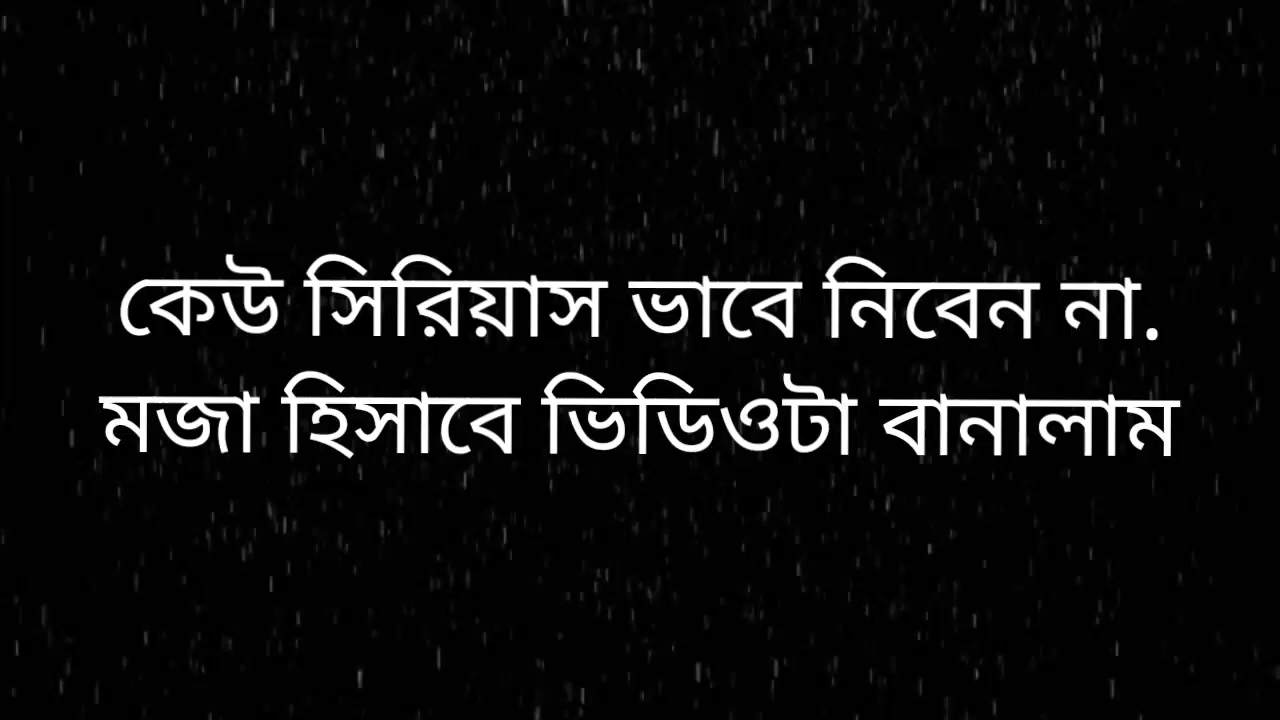 কেউ সিরিয়াস ভাবে নিবেন না.
মজা হিসাবে ভিডিওটা বানালাম